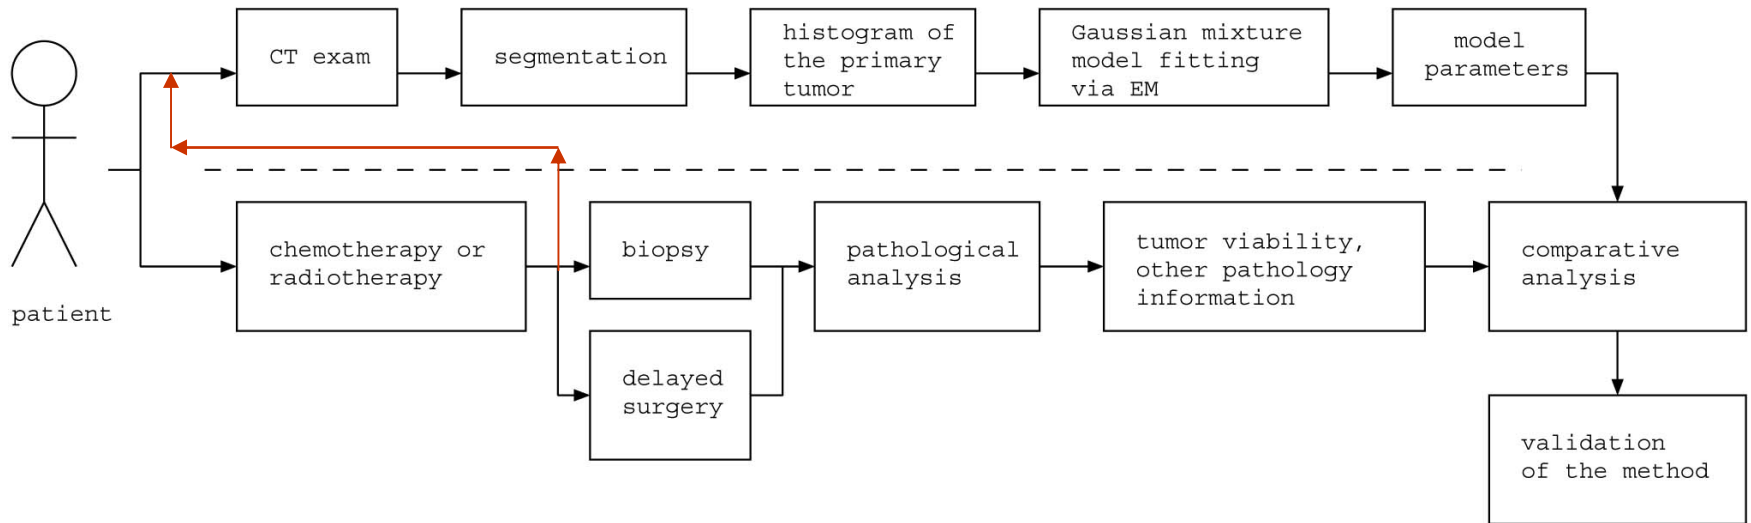 CT exam
segmentation
histogram of
the primary
tumor
Gaussian mixture
model fitting
via EM
model
parameters
patient
chemotherapy or
radiotherapy
biopsy
delayed
surgery
pathological
analysis
tumor viability,
other pathology
information
comparative
analysis
validation
of the method